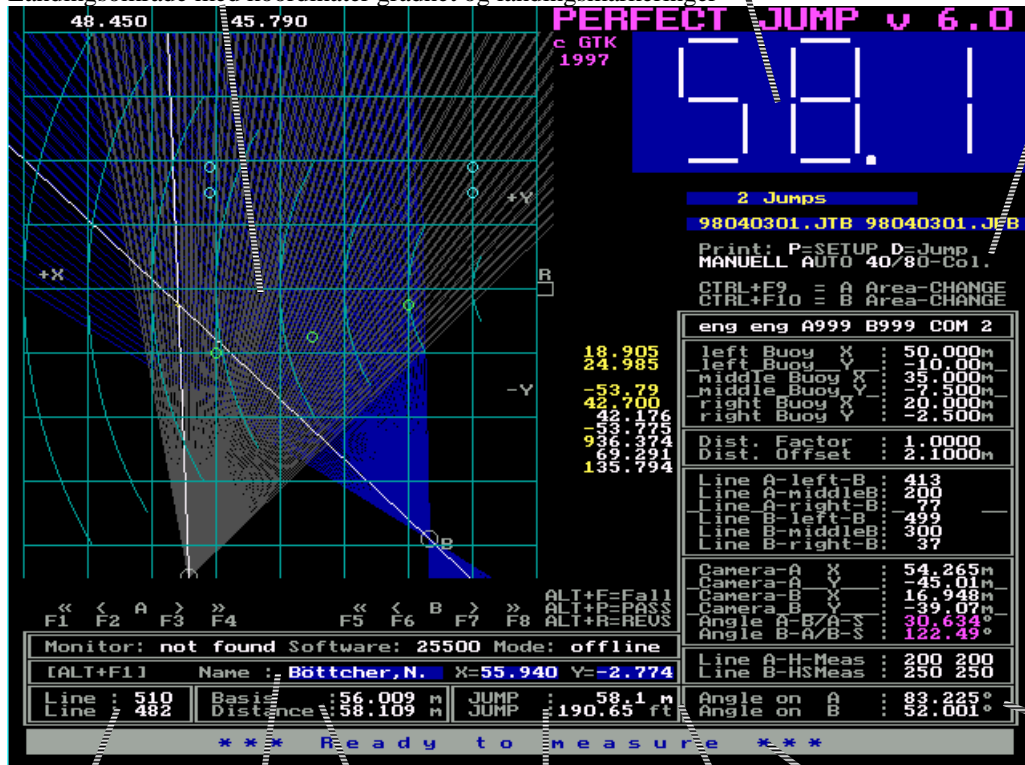 Landingsområde med koordinater gradnet og landingsmarkeringer
48.450 45.790
PERFECT JUMP v 6.0
c GTK
1997
58.1
2 Jumps
98040301.JTB 98040301.JFB
Print: P=SETUP D=Jump
MANUELL AUTO 40/80-Col.
CTRL+F9 = A Area-CHANGE
CTRL+F10 = B Area-CHANGE
+Y
+X
R
-Y
B
18.905
24.985
-53.79
42.700
42.176
-53.775
936.374
69.291
135.794
eng eng A999 B999 COM 2
left Buoy X : 50.000m
left Buoy Y : -10.00m
middle Buoy X : 35.000m
middle Buoy Y : -7.500m
right Buoy X : 20.000m
right Buoy Y : -2.500m
Dist. Factor : 1.0000
Dist. Offset : 2.1000m
Line A-left-B : 413
Line A-middleB: 200
Line A-right-B: 77
Line B-left-B : 499
Line B-middleB: 300
Line B-right-B: 37
Camera-A X : 54.265m
Camera-A Y : -45.01m
Camera-B X : 16.948m
Camera B Y : -39.07m
Angle A-B/A-S : 30.634°
Angle B-A/B-S : 122.49°
Line A-H-Meas : 200 200
Line B-HSMeas : 250 250
Angle on A : 83.225°
Angle on B : 52.001°
« < A > » « < B > »
F1 F2 F3 F4 F5 F6 F7 F8
ALT+F=Fall
ALT+P=PASS
ALT+R=REVS
Monitor: not found Software: 25500 Mode: offline
[ALT+F1] Name : Böttcher,N. X=55.940 Y=-2.774
Line : 510 Basis :56.009 m JUMP : 58,1 m
Line : 482 Distance :58.109 m JUMP :190.65 ft
*** Ready to measure ***